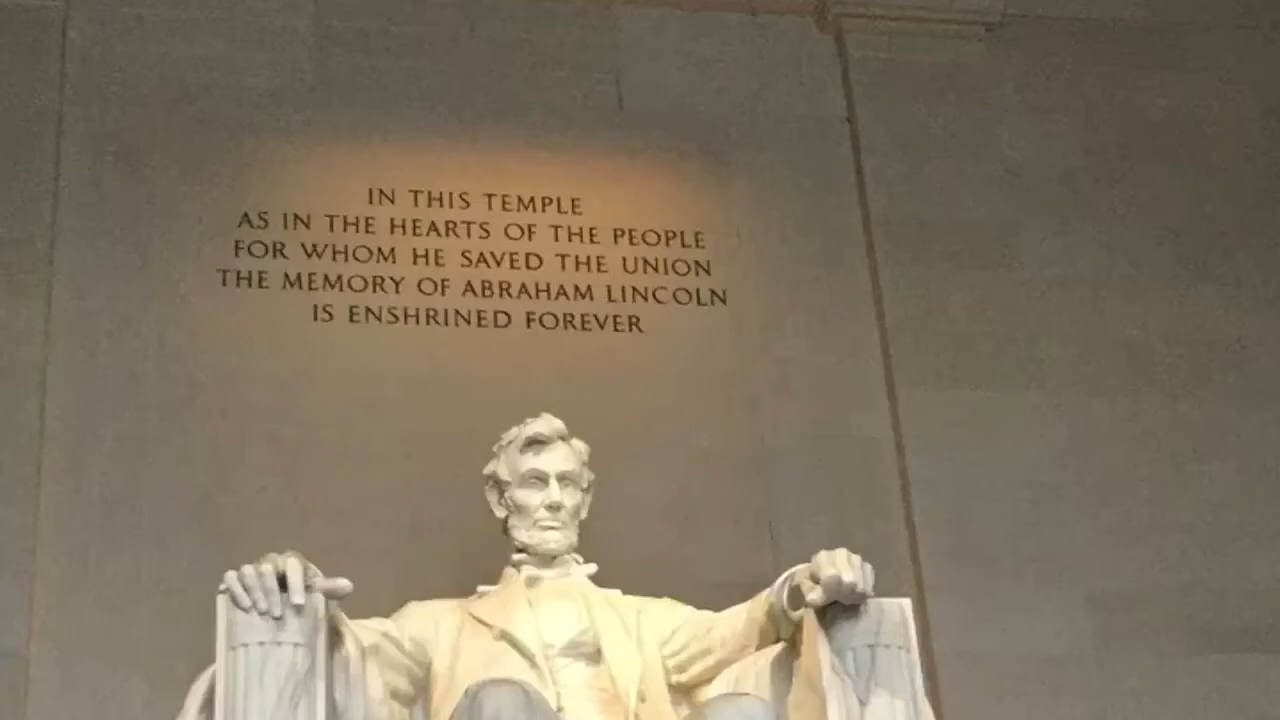 IN THIS TEMPLE
AS IN THE HEARTS OF THE PEOPLE
FOR WHOM HE SAVED THE UNION
THE MEMORY OF ABRAHAM LINCOLN
IS ENSHRINED FOREVER